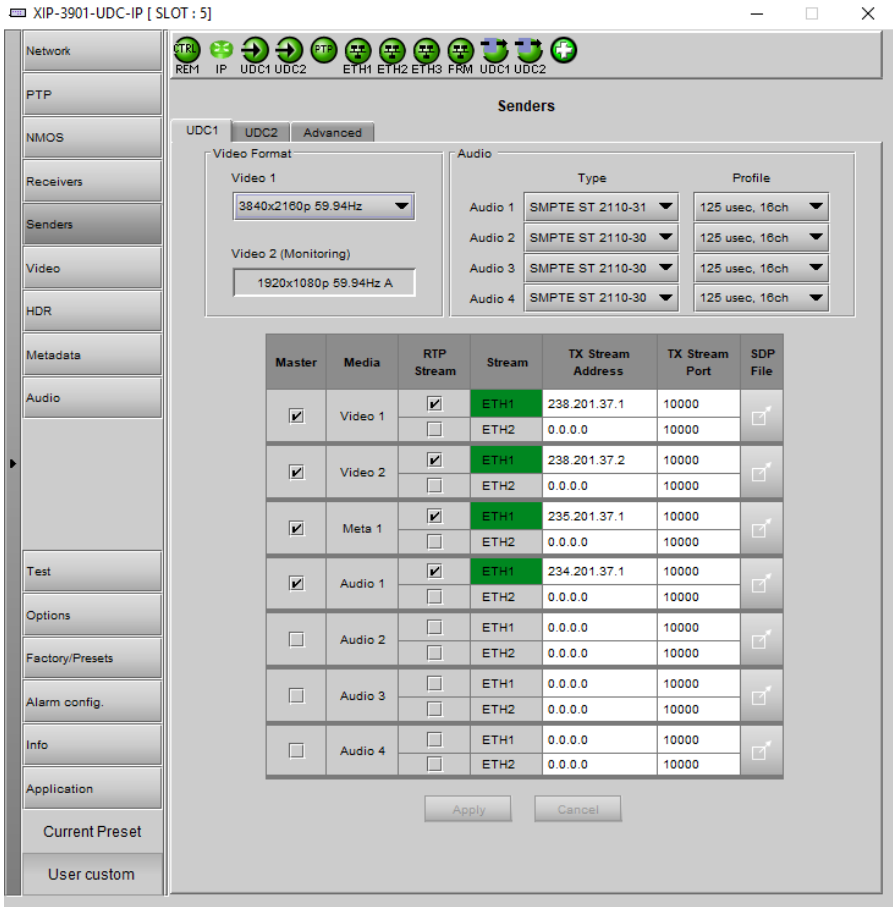 XIP-3901-UDC-IP [ SLOT : 5]
Network
PTP
NMOS
Receivers
Senders
Video
HDR
Metadata
Audio
Test
Options
Factory/Presets
Alarm config.
Info
Application
Current Preset
User custom
CTRL PTP
REM IP UDC1 UDC2 ETH1 ETH2 ETH3 FRM UDC1 UDC2
Senders
UDC1 UDC2 Advanced
Video Format
Video 1
3840x2160p 59.94Hz
Video 2 (Monitoring)
1920x1080p 59.94Hz A
Audio
Type Profile
Audio 1 SMPTE ST 2110-31 125 usec, 16ch
Audio 2 SMPTE ST 2110-30 125 usec, 16ch
Audio 3 SMPTE ST 2110-30 125 usec, 16ch
Audio 4 SMPTE ST 2110-30 125 usec, 16ch
Master Media RTP Stream Stream TX Stream Address TX Stream Port SDP File
Video 1 ETH1 238.201.37.1 10000
ETH2 0.0.0.0 10000
Video 2 ETH1 238.201.37.2 10000
ETH2 0.0.0.0 10000
Meta 1 ETH1 235.201.37.1 10000
ETH2 0.0.0.0 10000
Audio 1 ETH1 234.201.37.1 10000
ETH2 0.0.0.0 10000
Audio 2 ETH1 0.0.0.0 10000
ETH2 0.0.0.0 10000
Audio 3 ETH1 0.0.0.0 10000
ETH2 0.0.0.0 10000
Audio 4 ETH1 0.0.0.0 10000
ETH2 0.0.0.0 10000
Apply Cancel